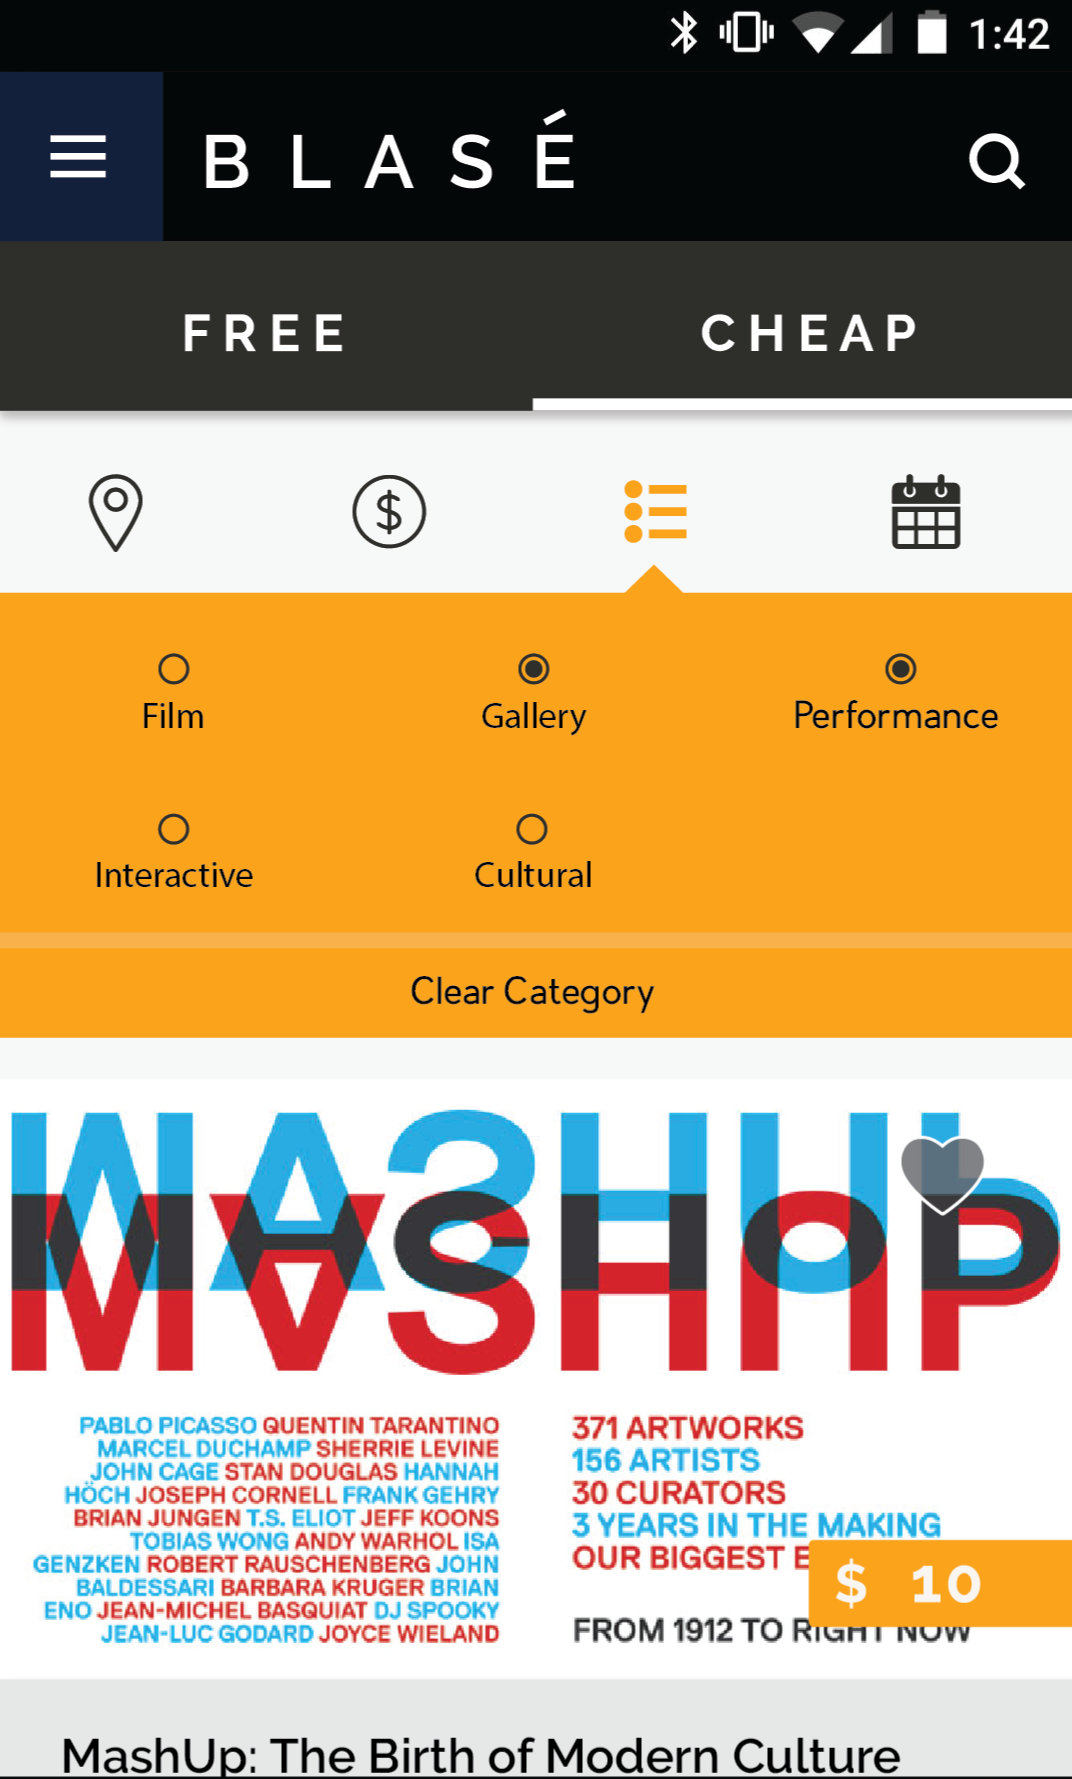 1:42
BLASÉ
FREE
CHEAP
$
Film
Gallery
Performance
Interactive
Cultural
Clear Category
MASHUP
PABLO PICASSO QUENTIN TARANTINO
MARCEL DUCHAMP SHERRIE LEVINE
JOHN CAGE STAN DOUGLAS HANNAH
HÖCH JOSEPH CORNELL FRANK GEHRY
BRIAN JUNGEN T.S. ELIOT JEFF KOONS
TOBIAS WONG ANDY WARHOL ISA
GENZKEN ROBERT RAUSCHENBERG JOHN
BALDESSARI BARBARA KRUGER BRIAN
ENO JEAN-MICHEL BASQUIAT DJ SPOOKY
JEAN-LUC GODARD JOYCE WIELAND
371 ARTWORKS
156 ARTISTS
30 CURATORS
3 YEARS IN THE MAKING
OUR BIGGEST
$ 10
FROM 1912 TO RIGHT NOW
MashUp: The Birth of Modern Culture